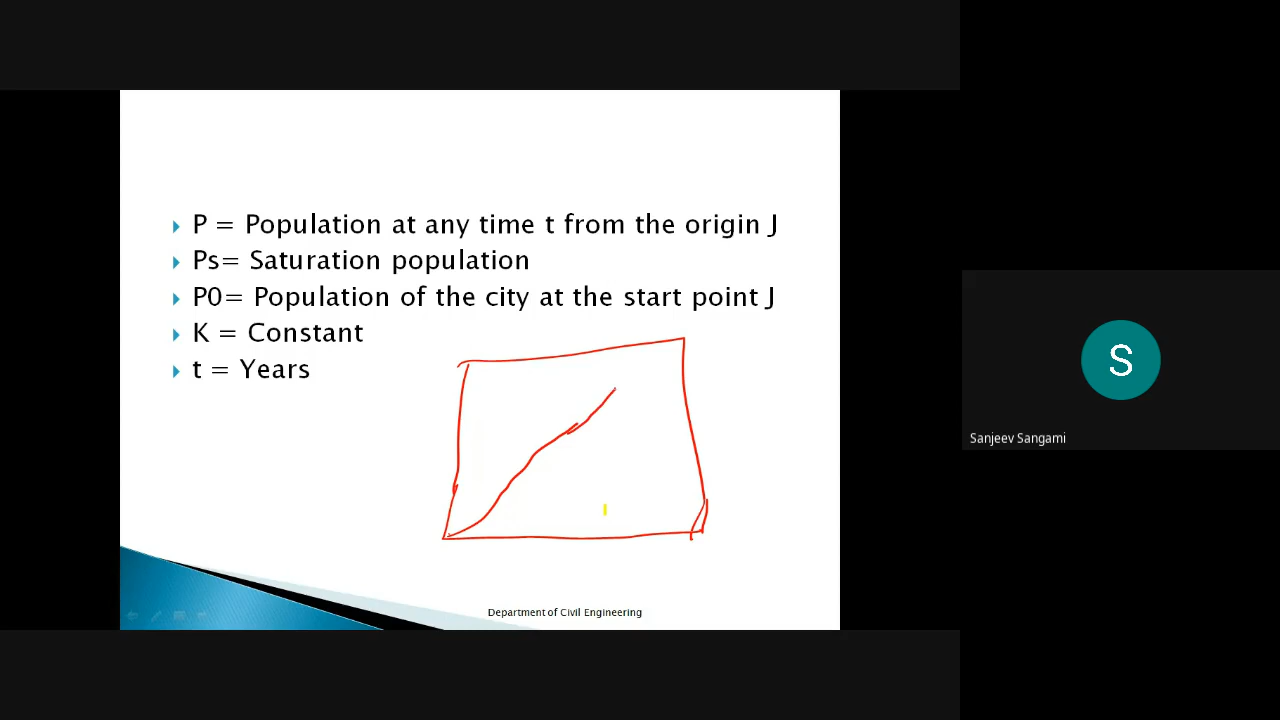 P = Population at any time t from the origin J
Ps= Saturation population
P0= Population of the city at the start point J
K = Constant
t = Years
Department of Civil Engineering
S
Sanjeev Sangami